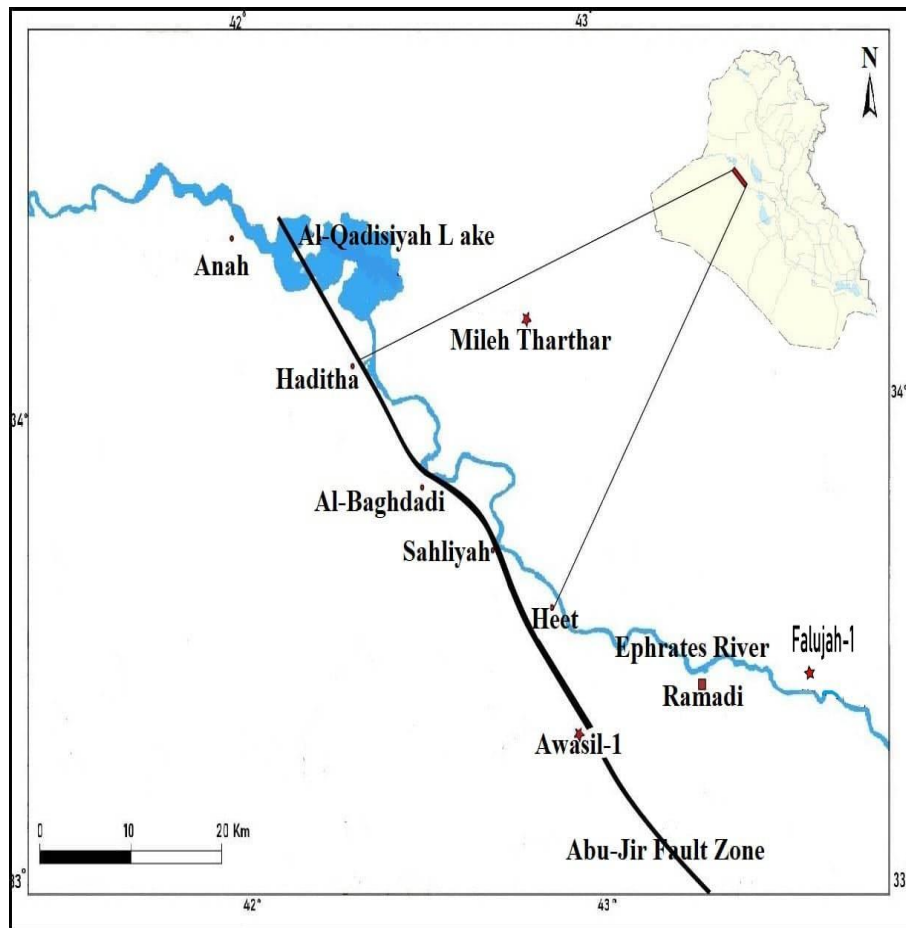 42°
43°
N
Al-Qadisiyah L ake
Anah
Mileh Tharthar
Haditha
34°
34°
Al-Baghdadi
Sahliyah
Heet
Ephrates River
Falujah-1
Ramadi
Awasil-1
0 10 20 Km
Abu-Jir Fault Zone
33°
33°
42°
43°